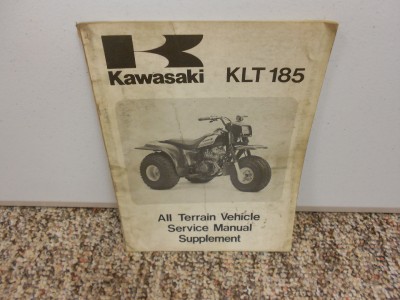 Kawasaki
KLT 185
All Terrain Vehicle
Service Manual
Supplement